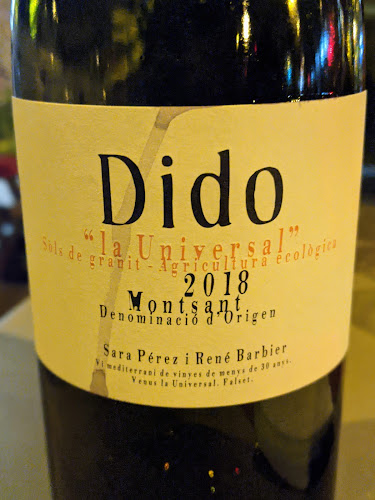 Dido
"la Universal"
Sòls de granit - Agricultura ecològica
2018
Montsant
Denominació d'Origen
Sara Pérez i René Barbier
Vi mediterrani de vinyes de menys de 30 anys.
Venus la Universal. Falset.